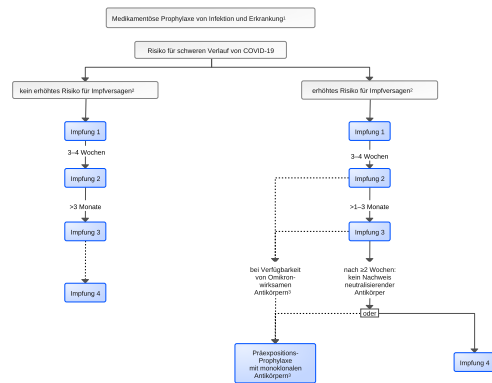 Medikamentöse Prophylaxe von Infektion und Erkrankung¹
Risiko für schweren Verlauf von COVID-19
kein erhöhtes Risiko für Impfversagen²
erhöhtes Risiko für Impfversagen²
Impfung 1
Impfung 1
3–4 Wochen
3–4 Wochen
Impfung 2
Impfung 2
>3 Monate
>1–3 Monate
Impfung 3
Impfung 3
bei Verfügbarkeit
von Omikron-
wirksamen
Antikörpern³
nach ≥2 Wochen:
kein Nachweis
neutralisierender
Antikörper
Impfung 4
oder
Präexpositions-
Prophylaxe
mit monoklonalen
Antikörpern³
Impfung 4